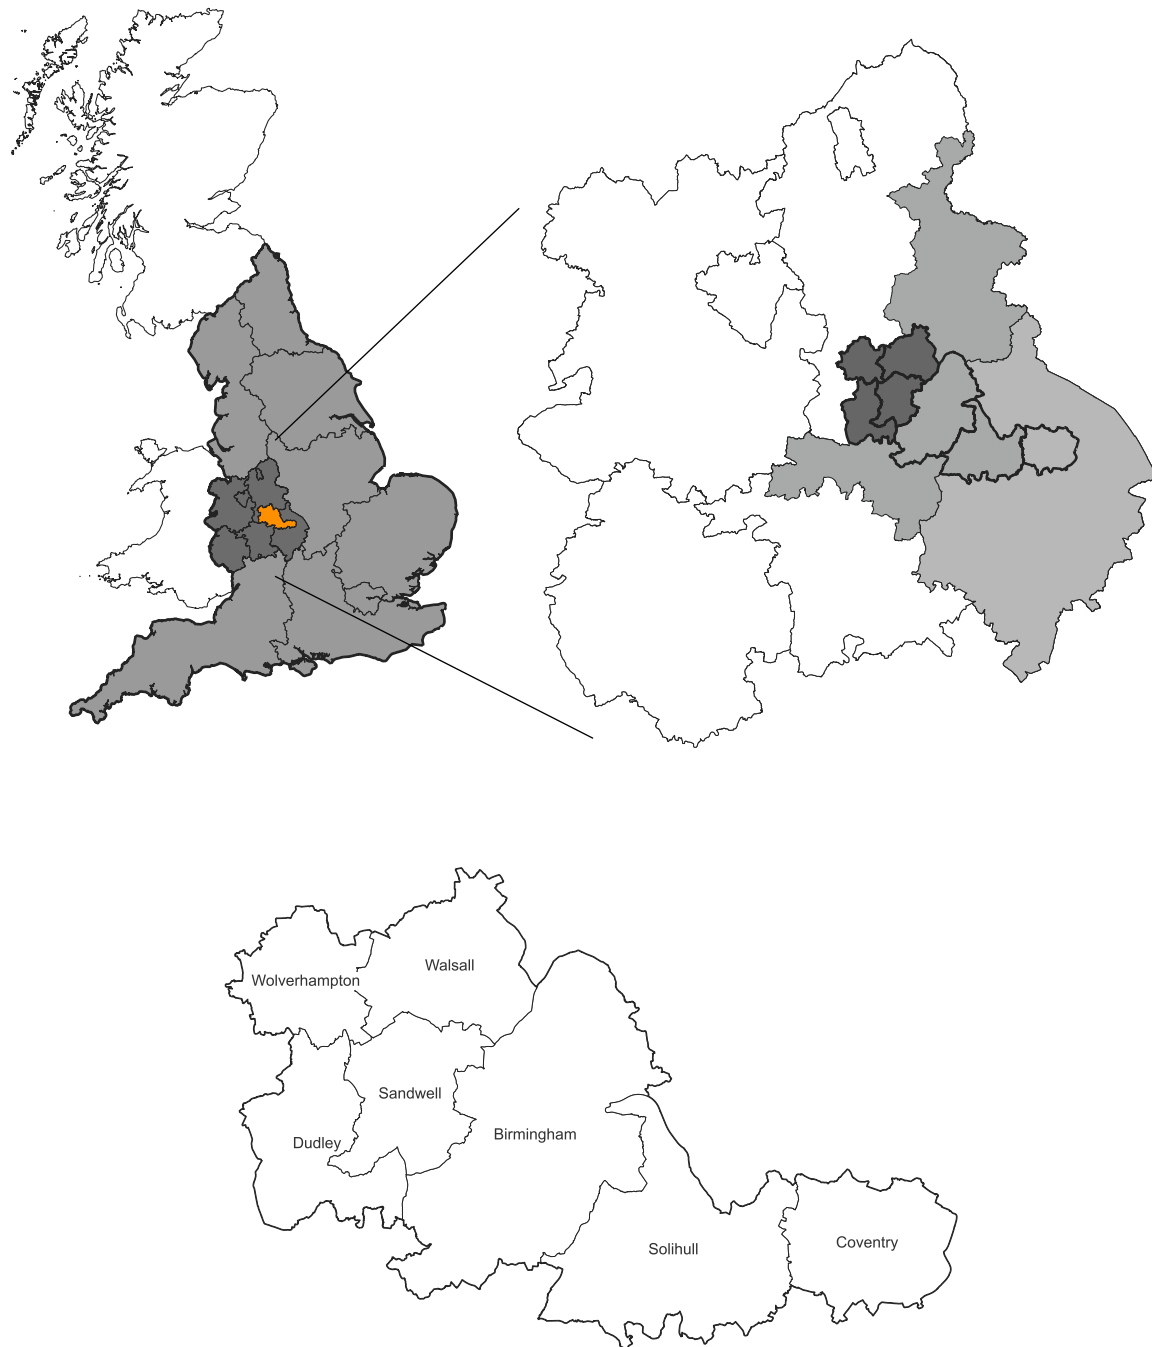 Walsall
Wolverhampton
Sandwell
Birmingham
Dudley
Coventry
Solihull